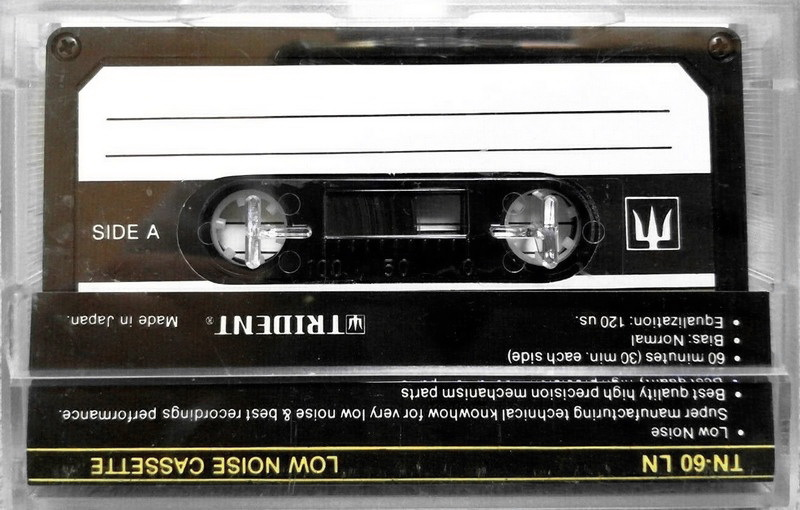 SIDE A
100 50 0
TN-60 LN LOW NOISE CASSETTE
• Low Noise
Super manufacturing technical knowhow for very low noise & best recordings performance.
• Best quality high precision mechanism parts
• 60 minutes (30 min. each side)
• Bias: Normal
• Equalization: 120 us.
TRIDENT® Made in Japan.